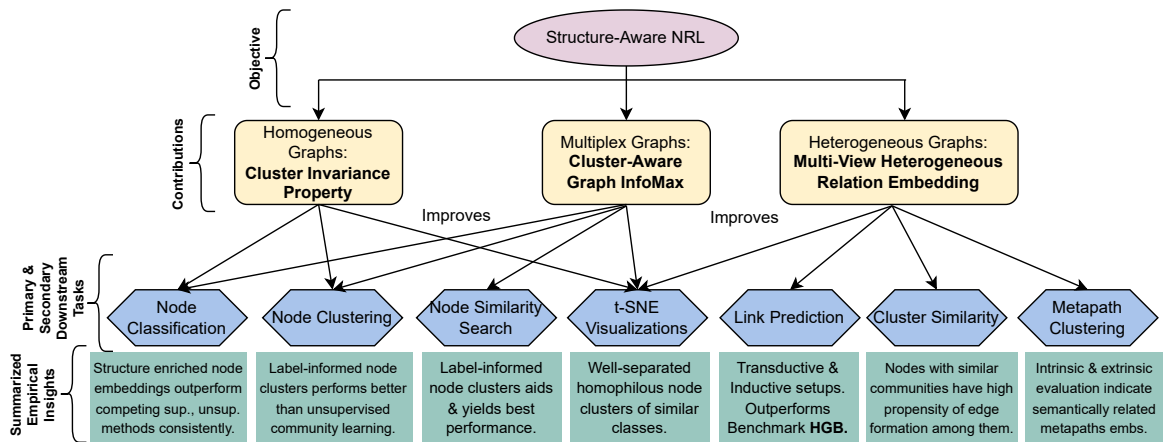 Objective
Structure-Aware NRL
Contributions
Homogeneous
Graphs:
Cluster Invariance
Property
Multiplex Graphs:
Cluster-Aware
Graph InfoMax
Heterogeneous Graphs:
Multi-View Heterogeneous
Relation Embedding
Improves
Improves
Primary &
Secondary
Downstream
Tasks
Node
Classification
Node Clustering
Node Similarity
Search
t-SNE
Visualizations
Link Prediction
Cluster Similarity
Metapath
Clustering
Summarized
Empirical
Insights
Structure enriched node
embeddings outperform
competing sup., unsup.
methods consistently.
Label-informed node
clusters performs better
than unsupervised
community learning.
Label-informed
node clusters aids
& yields best
performance.
Well-separated
homophilous node
clusters of similar
classes.
Transductive &
Inductive setups.
Outperforms
Benchmark HGB.
Nodes with similar
communities have high
propensity of edge
formation among them.
Intrinsic & extrinsic
evaluation indicate
semantically related
metapaths embs.